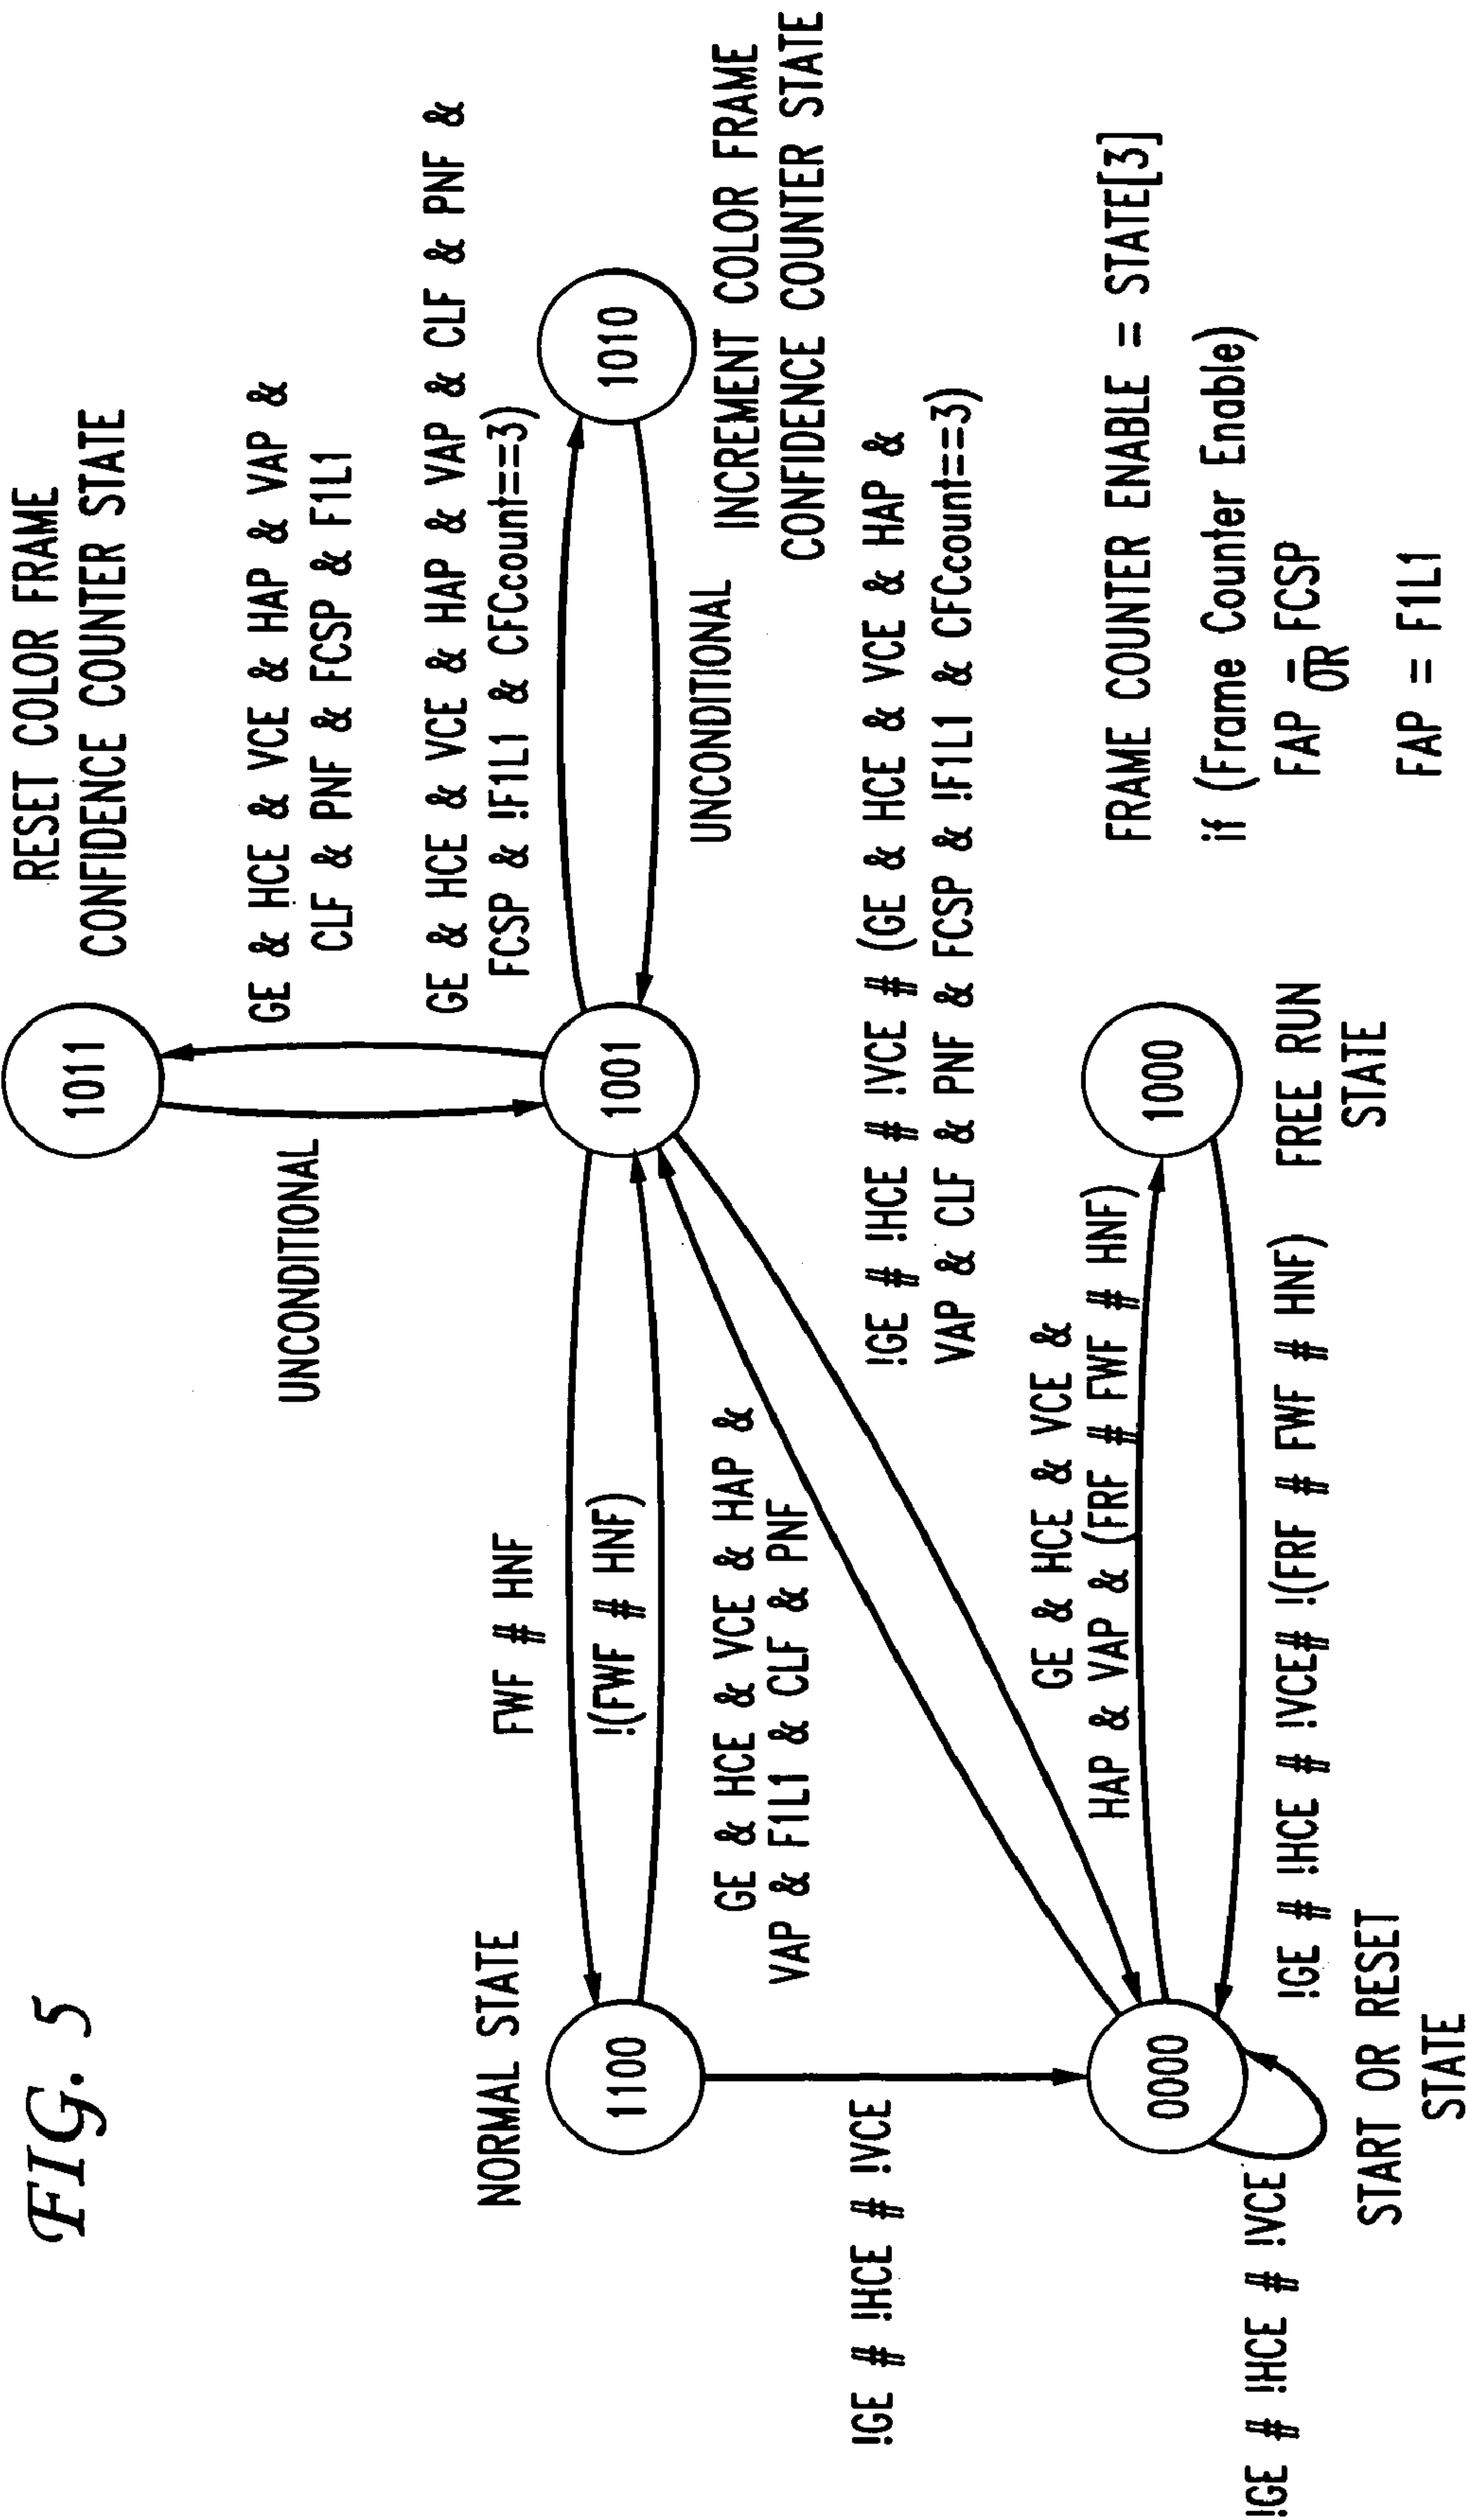 FIG. 5
RESET COLOR FRAME
CONFIDENCE COUNTER STATE
1011
UNCONDITIONAL
GE & HCE & VCE & HAP & VAP &
CLF & PNF & FCSP & F1L1
GE & HCE & VCE & HAP & VAP & CLF & PNF &
FCSP & !F1L1 & CFCcount==3)
NORMAL STATE
FWF # HNF
!(FWF # HNF)
1100
1001
1010
UNCONDITIONAL
INCREMENT COLOR FRAME
CONFIDENCE COUNTER STATE
GE & HCE & VCE & HAP &
VAP & F1L1 & CLF & PNF
!GE # !HCE # !VCE
!GE # !HCE # !VCE # (GE & HCE & VCE & HAP &
VAP & CLF & PNF & FCSP & !F1L1 & CFCcount==3)
GE & HCE & VCE &
HAP & VAP & (FRF # FWF # HNF)
0000
1000
FRAME COUNTER ENABLE = STATE[3]
if (Frame Counter Enable)
FAP = FCSP
OR
FAP = F1L1
!GE # !HCE # !VCE
!GE # !HCE # !VCE# !(FRF # FWF # HNF)
FREE RUN
STATE
START OR RESET
STATE